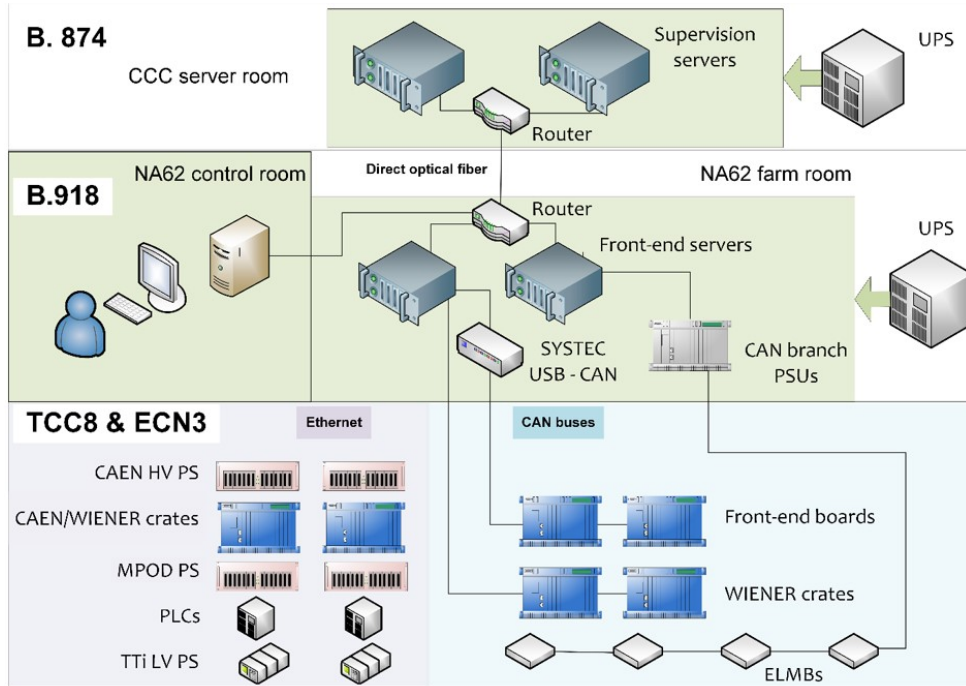 B. 874
CCC server room
Supervision
servers
UPS
Router
Direct optical fiber
NA62 control room
NA62 farm room
B.918
Router
Front-end servers
UPS
SYSTEC
USB - CAN
CAN branch
PSUs
TCC8 & ECN3
Ethernet
CAN buses
CAEN HV PS
CAEN/WIENER crates
Front-end boards
MPOD PS
WIENER crates
PLCs
TTi LV PS
ELMBs